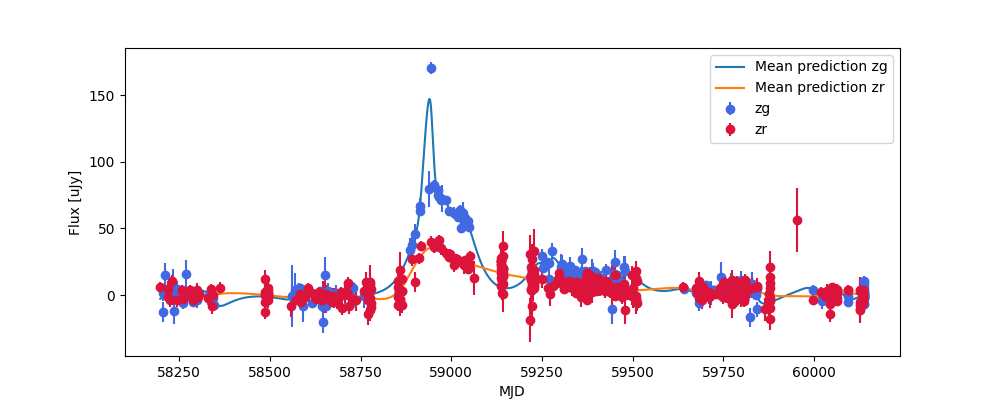 Mean prediction zg
Mean prediction zr
zg
zr
150
100
50
0
Flux [uJy]
58250 58500 58750 59000 59250 59500 59750 60000
MJD